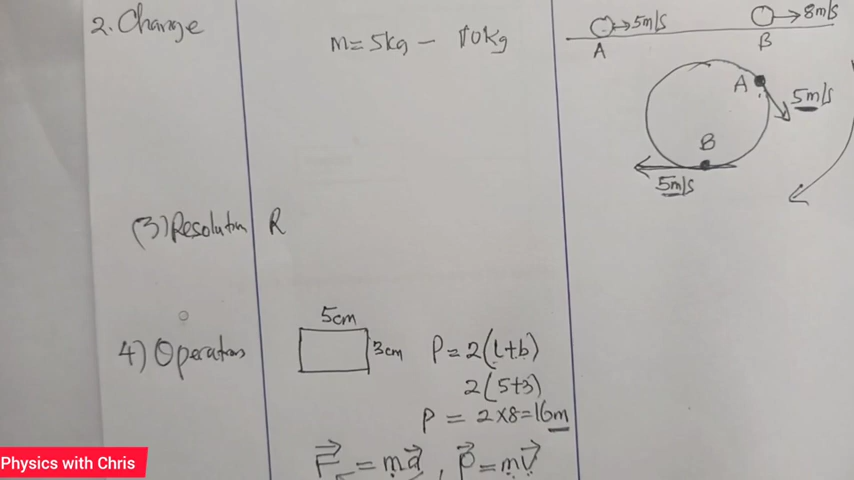 2. Change
m = 5kg – 10kg
5m/s
8m/s
A
B
A
5m/s
B
5m/s
(3) Resolution R
5cm
4) Operations
3cm
P = 2(l+b)
2(5+3)
P = 2×8=16m
F = ma , p = mv
Physics with Chris